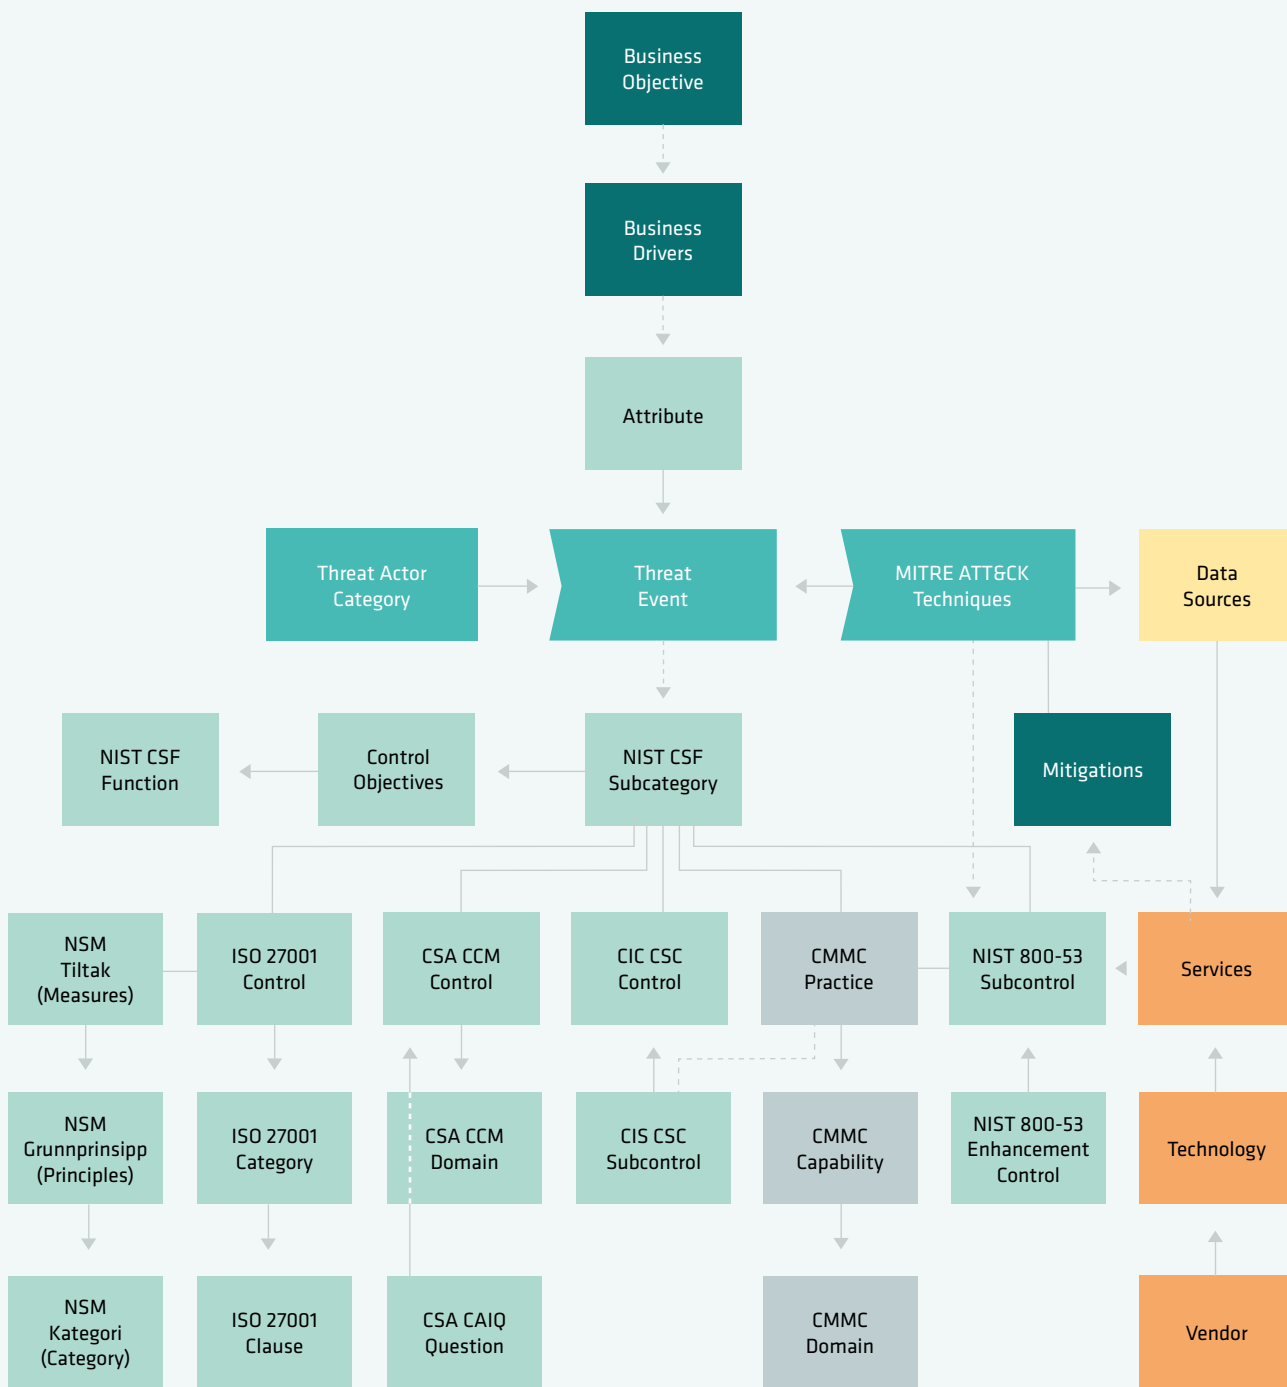 Business
Objective
Business
Drivers
Attribute
Threat Actor
Category
Threat
Event
MITRE ATT&CK
Techniques
Data
Sources
NIST CSF
Function
Control
Objectives
NIST CSF
Subcategory
Mitigations
NSM
Tiltak
(Measures)
ISO 27001
Control
CSA CCM
Control
CIC CSC
Control
CMMC
Practice
NIST 800-53
Subcontrol
Services
NSM
Grunnprinsipp
(Principles)
ISO 27001
Category
CSA CCM
Domain
CIS CSC
Subcontrol
CMMC
Capability
NIST 800-53
Enhancement
Control
Technology
NSM
Kategori
(Category)
ISO 27001
Clause
CSA CAIQ
Question
CMMC
Domain
Vendor